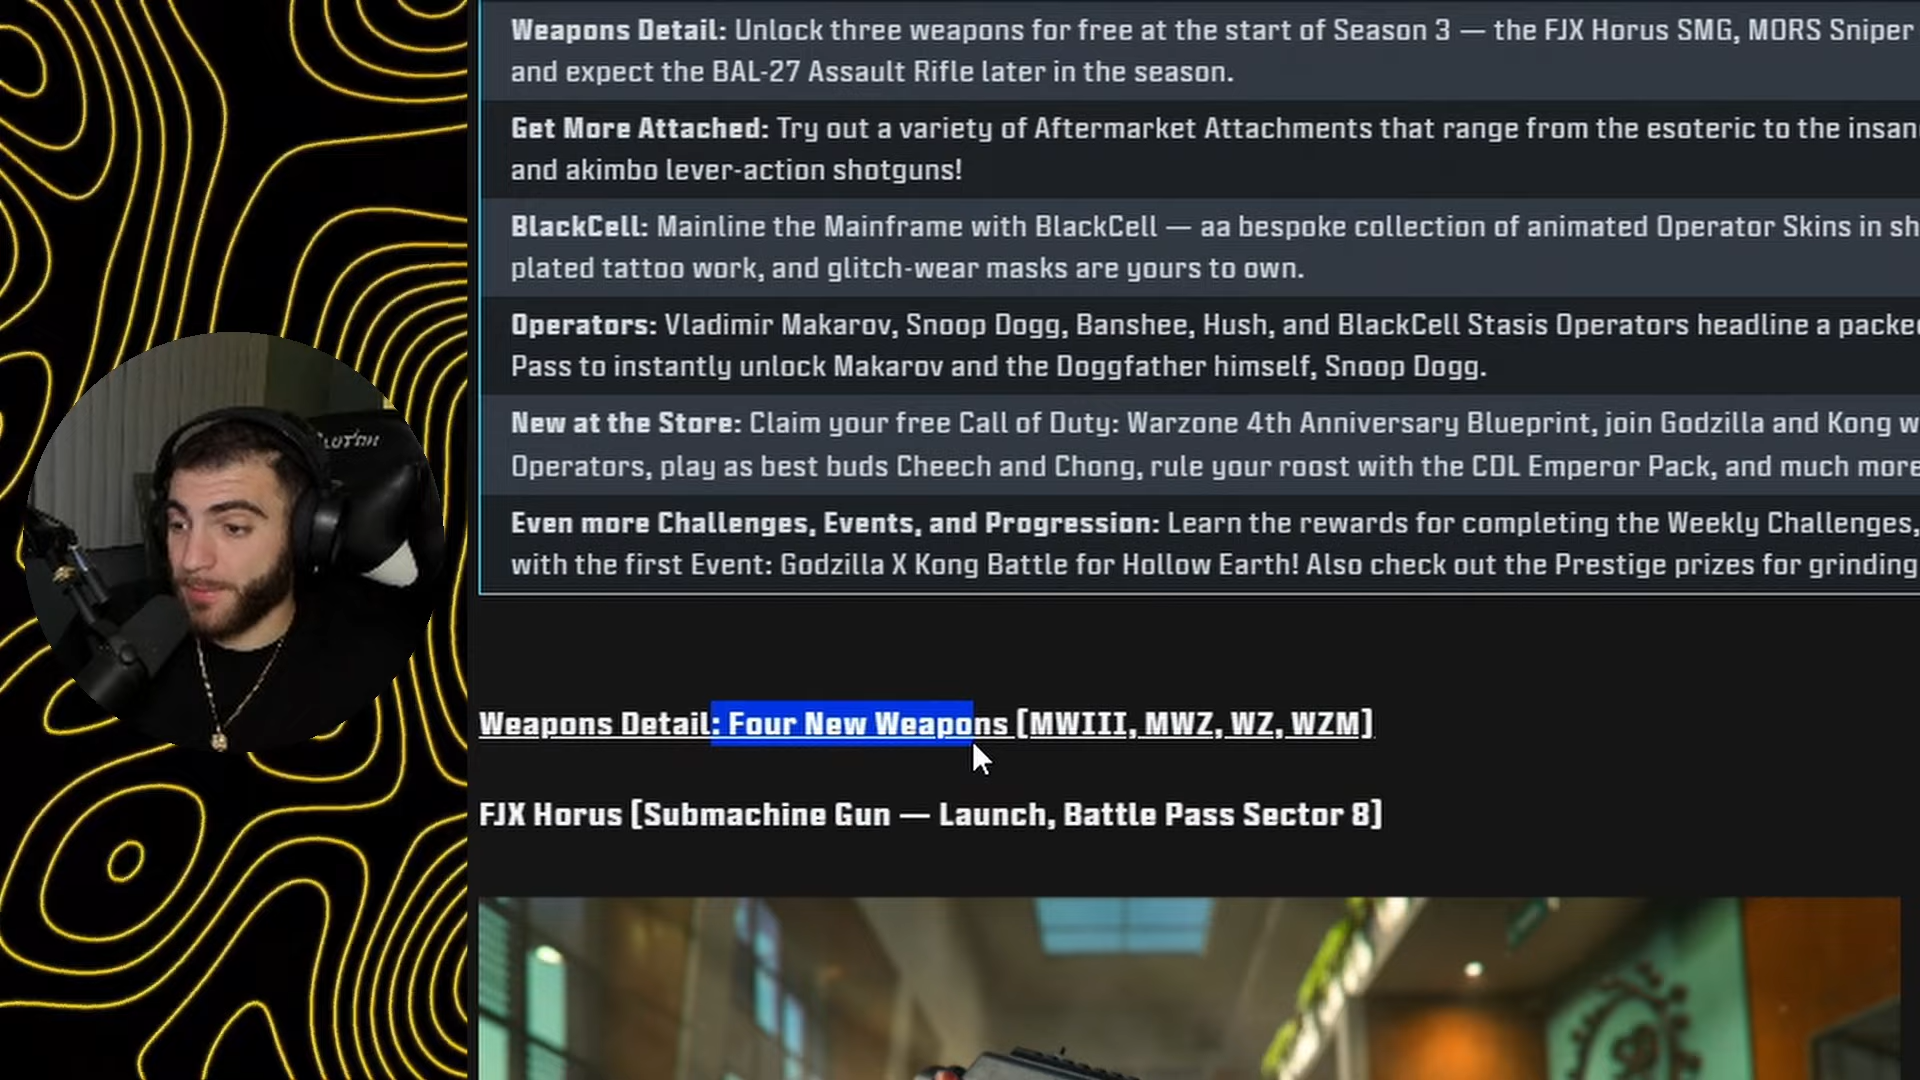 Weapons Detail: Unlock three weapons for free at the start of Season 3 — the FJX Horus SMG, MORS Sniper
and expect the BAL-27 Assault Rifle later in the season.
Get More Attached: Try out a variety of Aftermarket Attachments that range from the esoteric to the insan
and akimbo lever-action shotguns!
BlackCell: Mainline the Mainframe with BlackCell — aa bespoke collection of animated Operator Skins in sh
plated tattoo work, and glitch-wear masks are yours to own.
Operators: Vladimir Makarov, Snoop Dogg, Banshee, Hush, and BlackCell Stasis Operators headline a packe
Pass to instantly unlock Makarov and the Doggfather himself, Snoop Dogg.
New at the Store: Claim your free Call of Duty: Warzone 4th Anniversary Blueprint, join Godzilla and Kong w
Operators, play as best buds Cheech and Chong, rule your roost with the CDL Emperor Pack, and much more
Even more Challenges, Events, and Progression: Learn the rewards for completing the Weekly Challenges,
with the first Event: Godzilla X Kong Battle for Hollow Earth! Also check out the Prestige prizes for grinding
Weapons Detail: Four New Weapons [MWIII, MWZ, WZ, WZM]
FJX Horus [Submachine Gun — Launch, Battle Pass Sector 8]